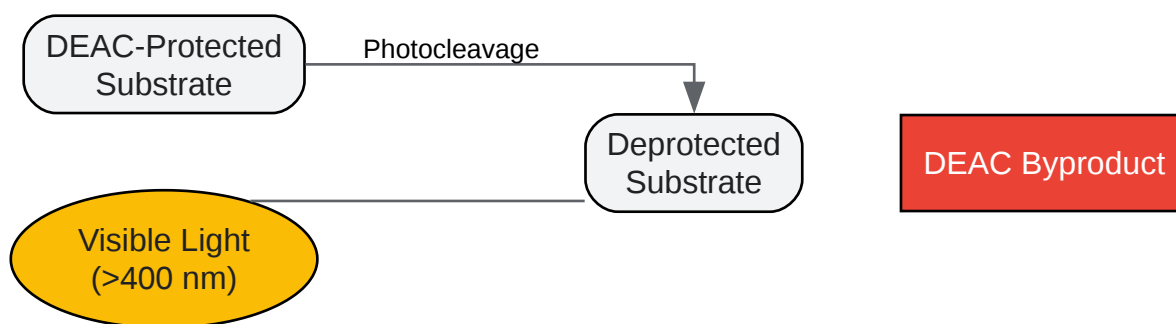 DEAC-Protected
Substrate
Photocleavage
Deprotected
Substrate
DEAC Byproduct
Visible Light
(>400 nm)